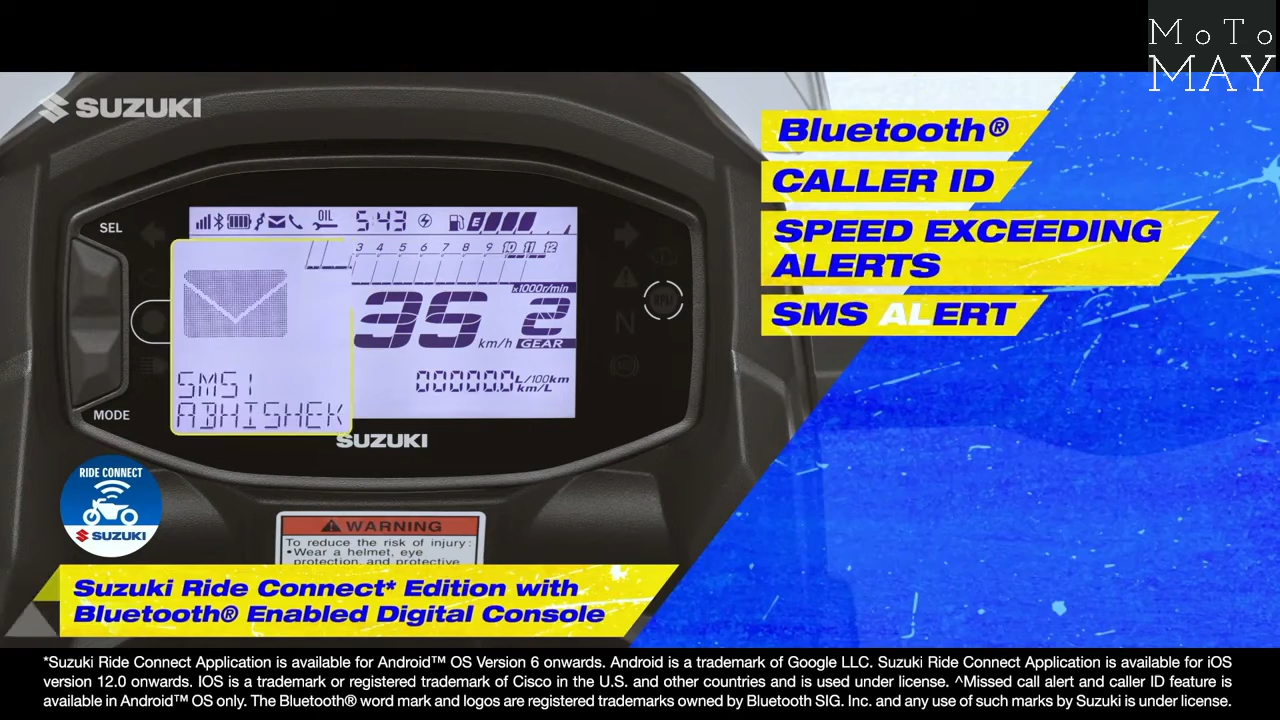 MoTo
MAY
SUZUKI
Bluetooth®
CALLER ID
SPEED EXCEEDING
ALERTS
SMS ALERT
SEL
OIL
5:43
E
3 4 5 6 7 8 9 10 11 12
x1000r/min
35 km/h 2
GEAR
RPM
N
00000.0 L/100km
km/L
SMS1
ABHISHEK
MODE
SUZUKI
RIDE CONNECT
SUZUKI
WARNING
To reduce the risk of injury:
•Wear a helmet, eye
protection, and protective
Suzuki Ride Connect* Edition with
Bluetooth® Enabled Digital Console
*Suzuki Ride Connect Application is available for Android™ OS Version 6 onwards. Android is a trademark of Google LLC. Suzuki Ride Connect Application is available for iOS
version 12.0 onwards. IOS is a trademark or registered trademark of Cisco in the U.S. and other countries and is used under license. ^Missed call alert and caller ID feature is
available in Android™ OS only. The Bluetooth® word mark and logos are registered trademarks owned by Bluetooth SIG. Inc. and any use of such marks by Suzuki is under license.